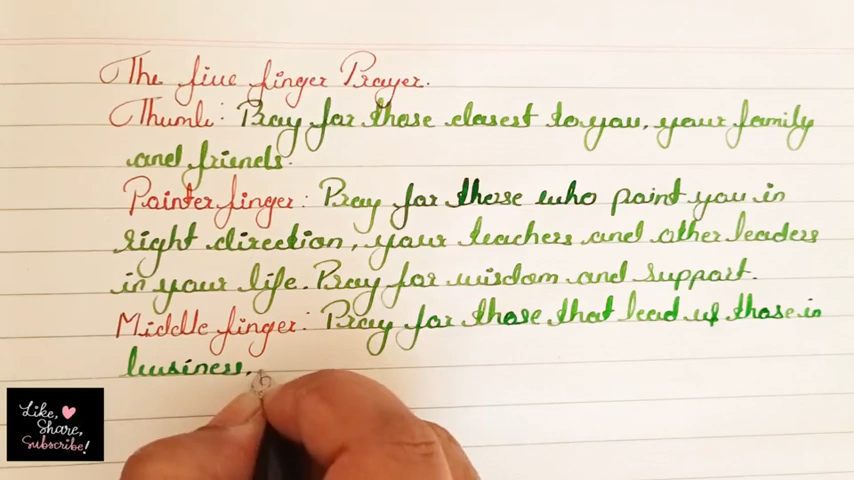 The five finger Prayer.
Thumb: Pray for those closest to you, your family
and friends.
Pointer finger: Pray for those who point you in
right direction, your teachers and other leaders
in your life. Pray for wisdom and support.
Middle finger: Pray for those that lead us those in
business,
Like,
Share,
Subscribe!